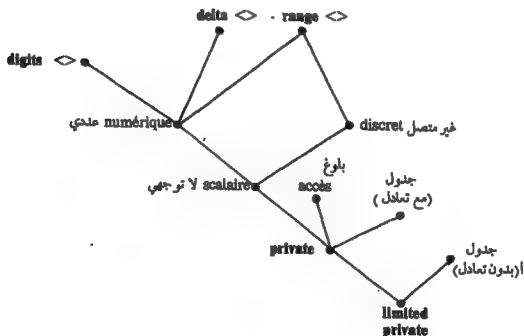 delta <> . range <>
digits <>
numérique عددي
discret غير متصل
بلوغ
accès
scalaire لا توجهي
جدول
(مع تعادل)
private
جدول
(بدون تعادل)أ
limited
private